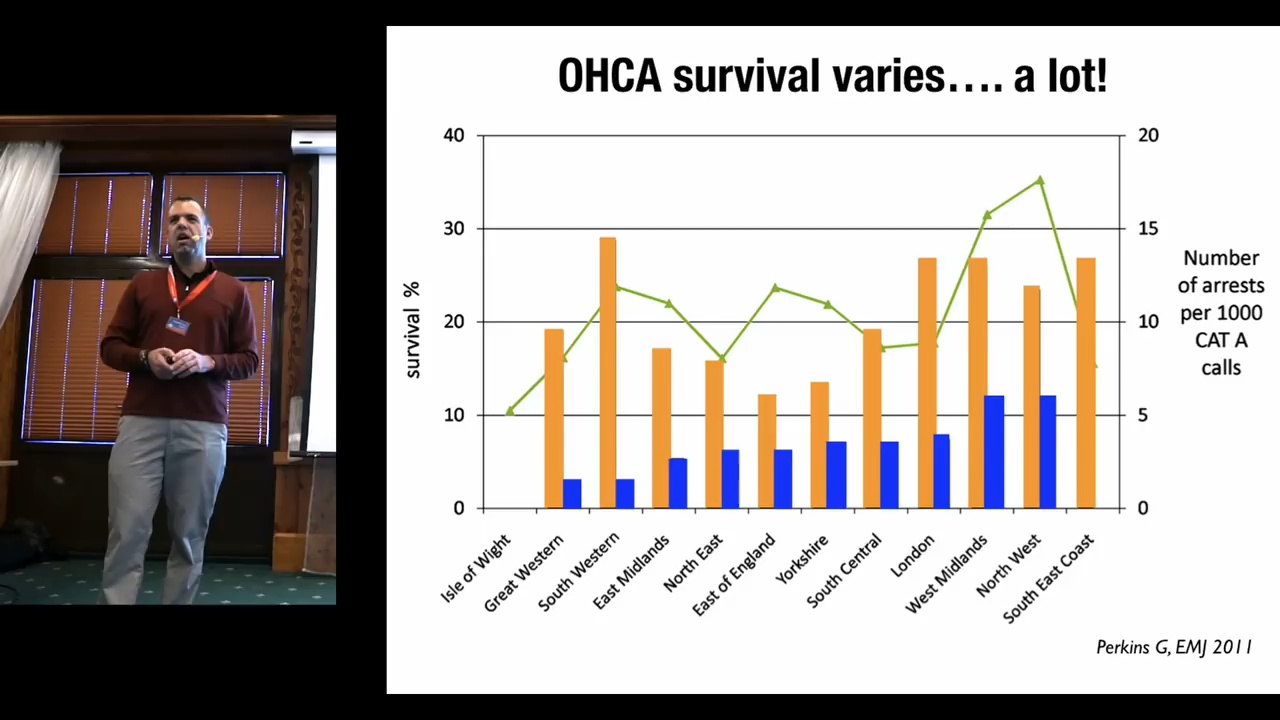 OHCA survival varies.... a lot!
40
30
20
10
0
survival %
20
15
10
5
0
Number
of arrests
per 1000
CAT A
calls
Isle of Wight
Great Western
South Western
East Midlands
North East
East of England
Yorkshire
South Central
London
West Midlands
North West
South East Coast
Perkins G, EMJ 2011